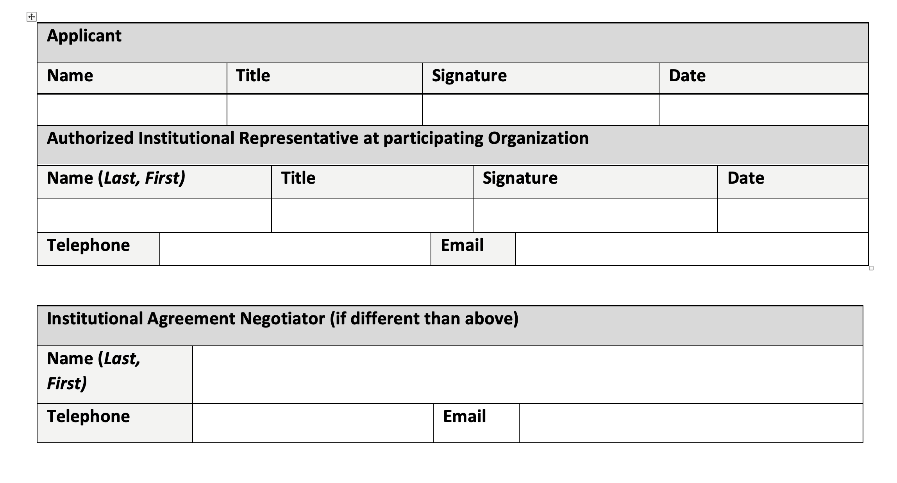 Applicant
Name Title Signature Date
Authorized Institutional Representative at participating Organization
Name (Last, First) Title Signature Date
Telephone Email
Institutional Agreement Negotiator (if different than above)
Name (Last,
First)
Telephone Email